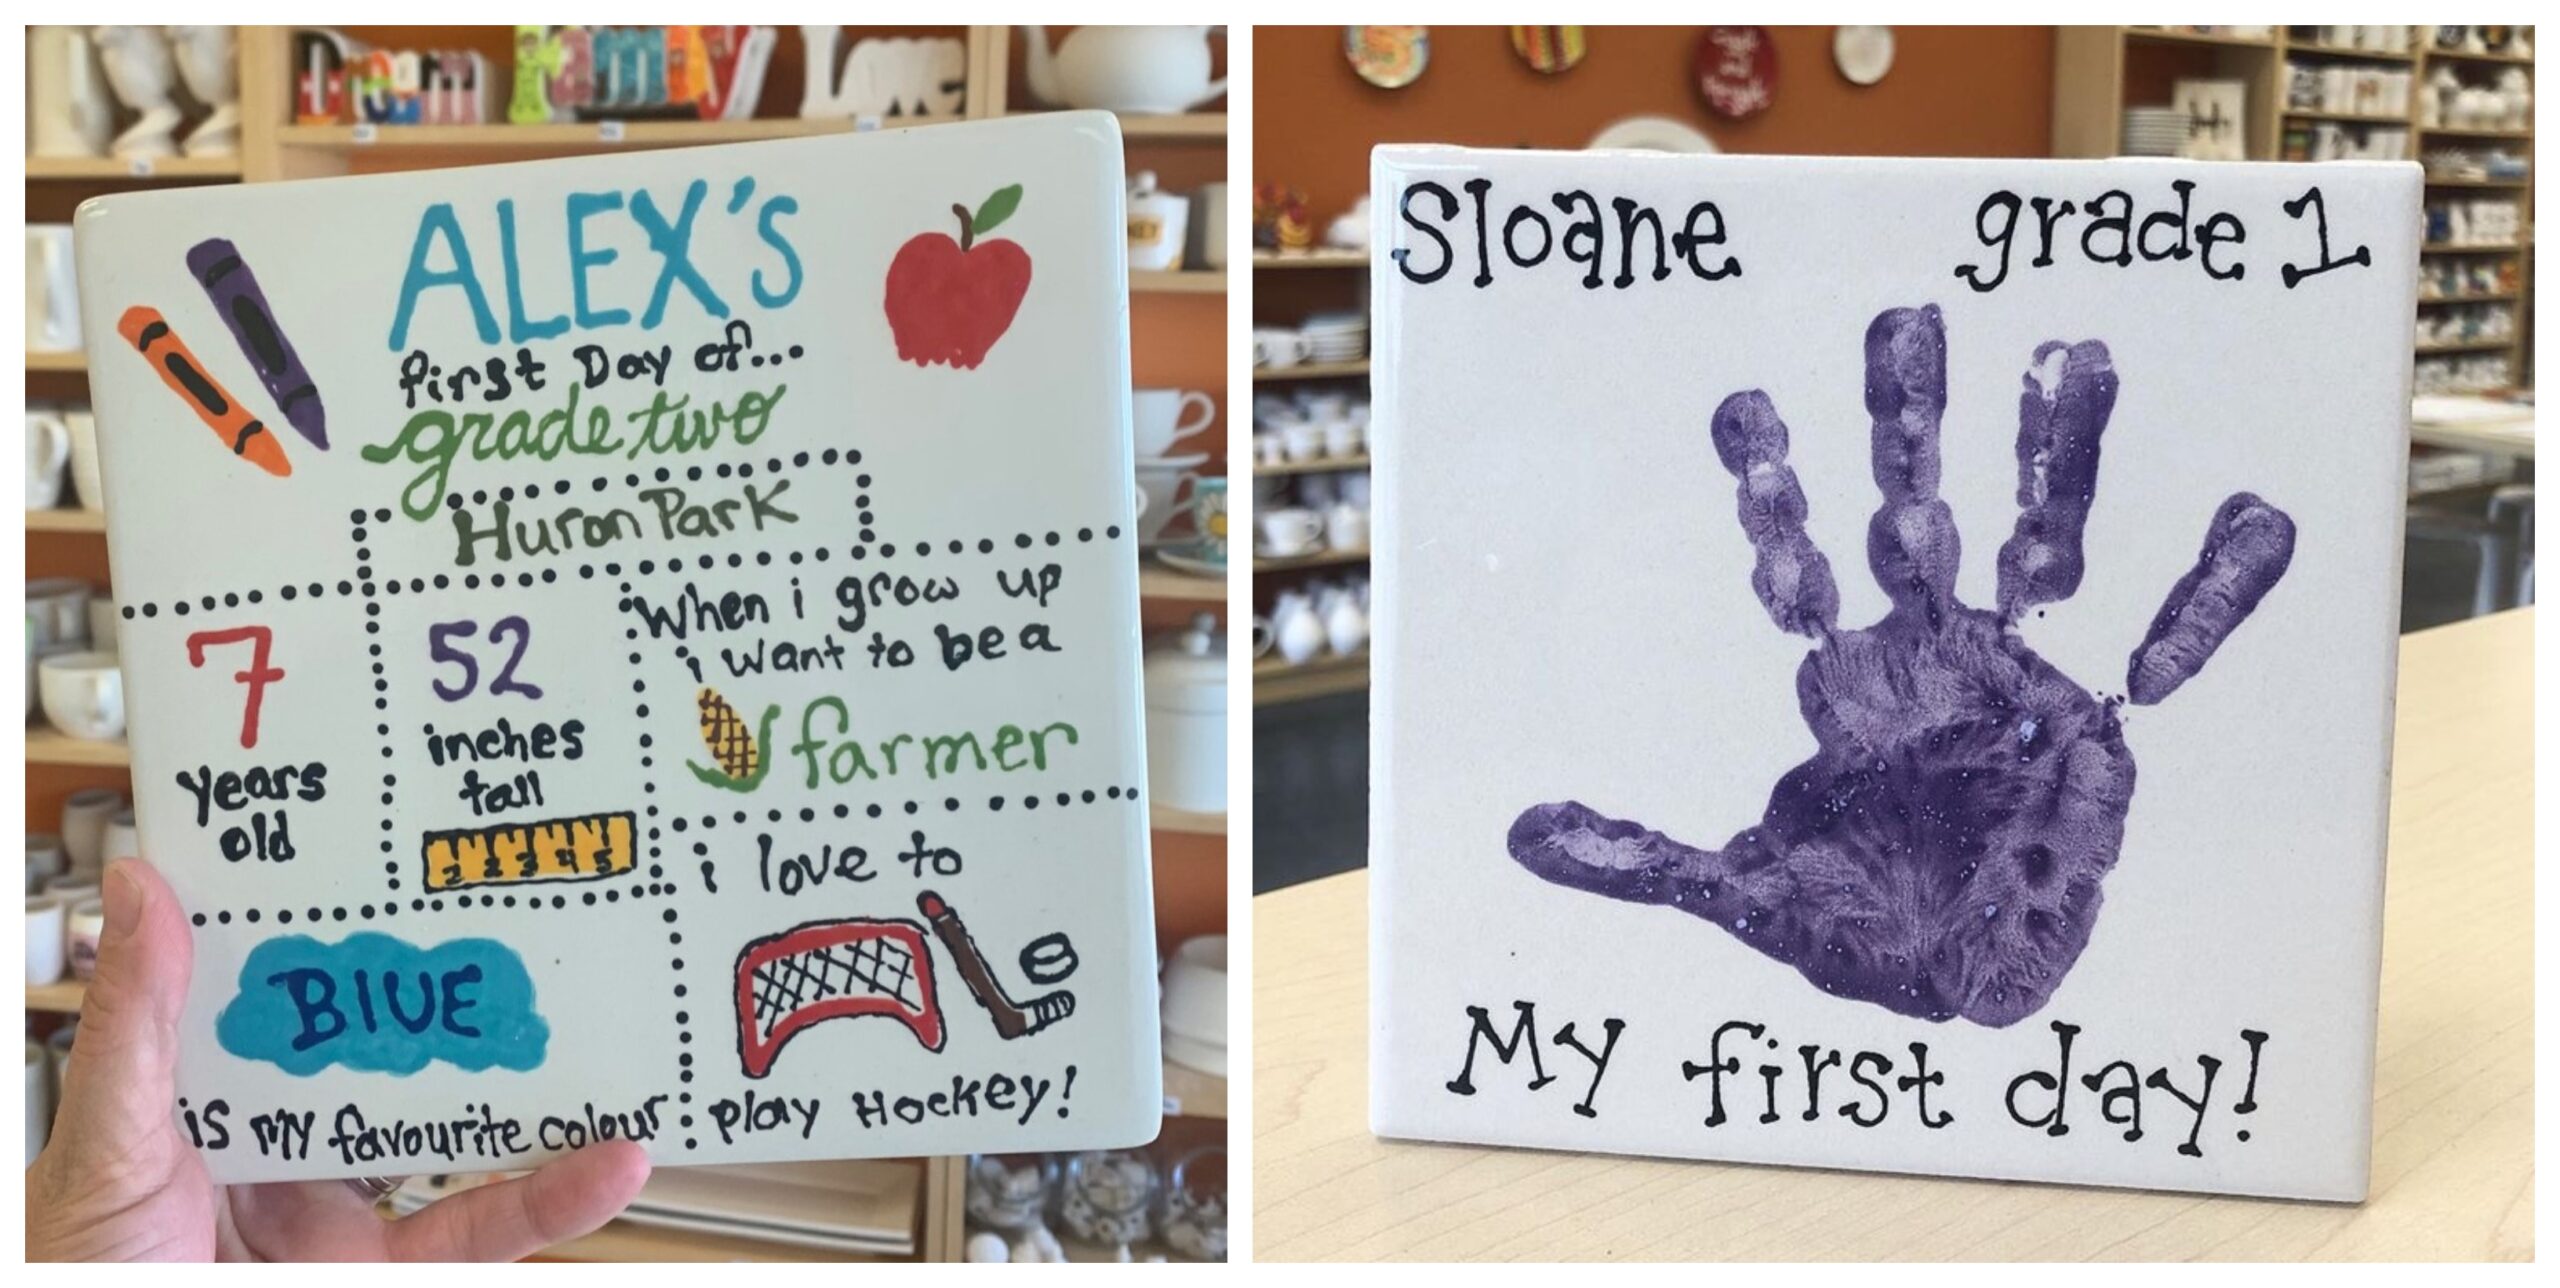 ALEX'S
first Day of...
grade two
Huron Park
7
years
old
52
inches
tall
1 2 3 4 5
When i grow up
i want to be a
farmer
BlUE
is my favourite colour
i love to
play Hockey!
Family
Sloane grade 1
My first day!